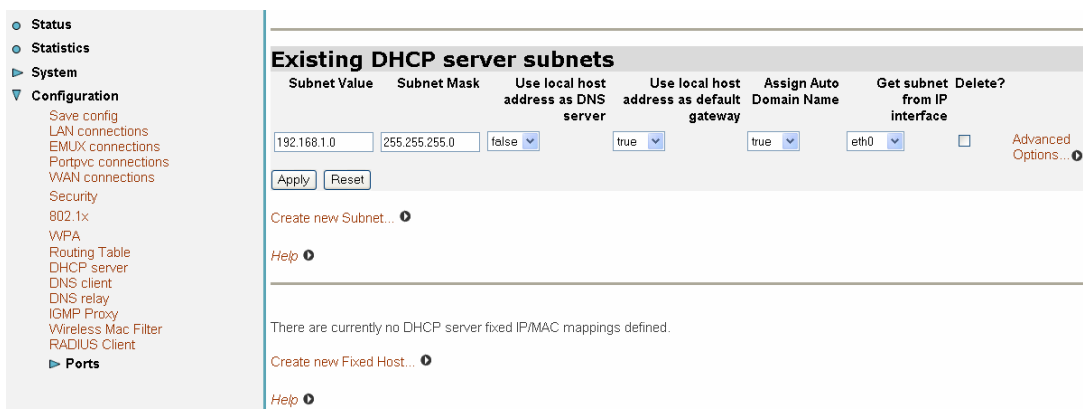 Status
Statistics
System
Configuration
Save config
LAN connections
EMUX connections
Portpvc connections
WAN connections
Security
802.1x
WPA
Routing Table
DHCP server
DNS client
DNS relay
IGMP Proxy
Wireless Mac Filter
RADIUS Client
Ports
Existing DHCP server subnets
Subnet Value Subnet Mask Use local host address as DNS server Use local host address as default gateway Assign Auto Domain Name Get subnet from IP interface Delete?
192.168.1.0 255.255.255.0 false true true eth0 Advanced Options...
Apply Reset
Create new Subnet...
Help
There are currently no DHCP server fixed IP/MAC mappings defined.
Create new Fixed Host...
Help